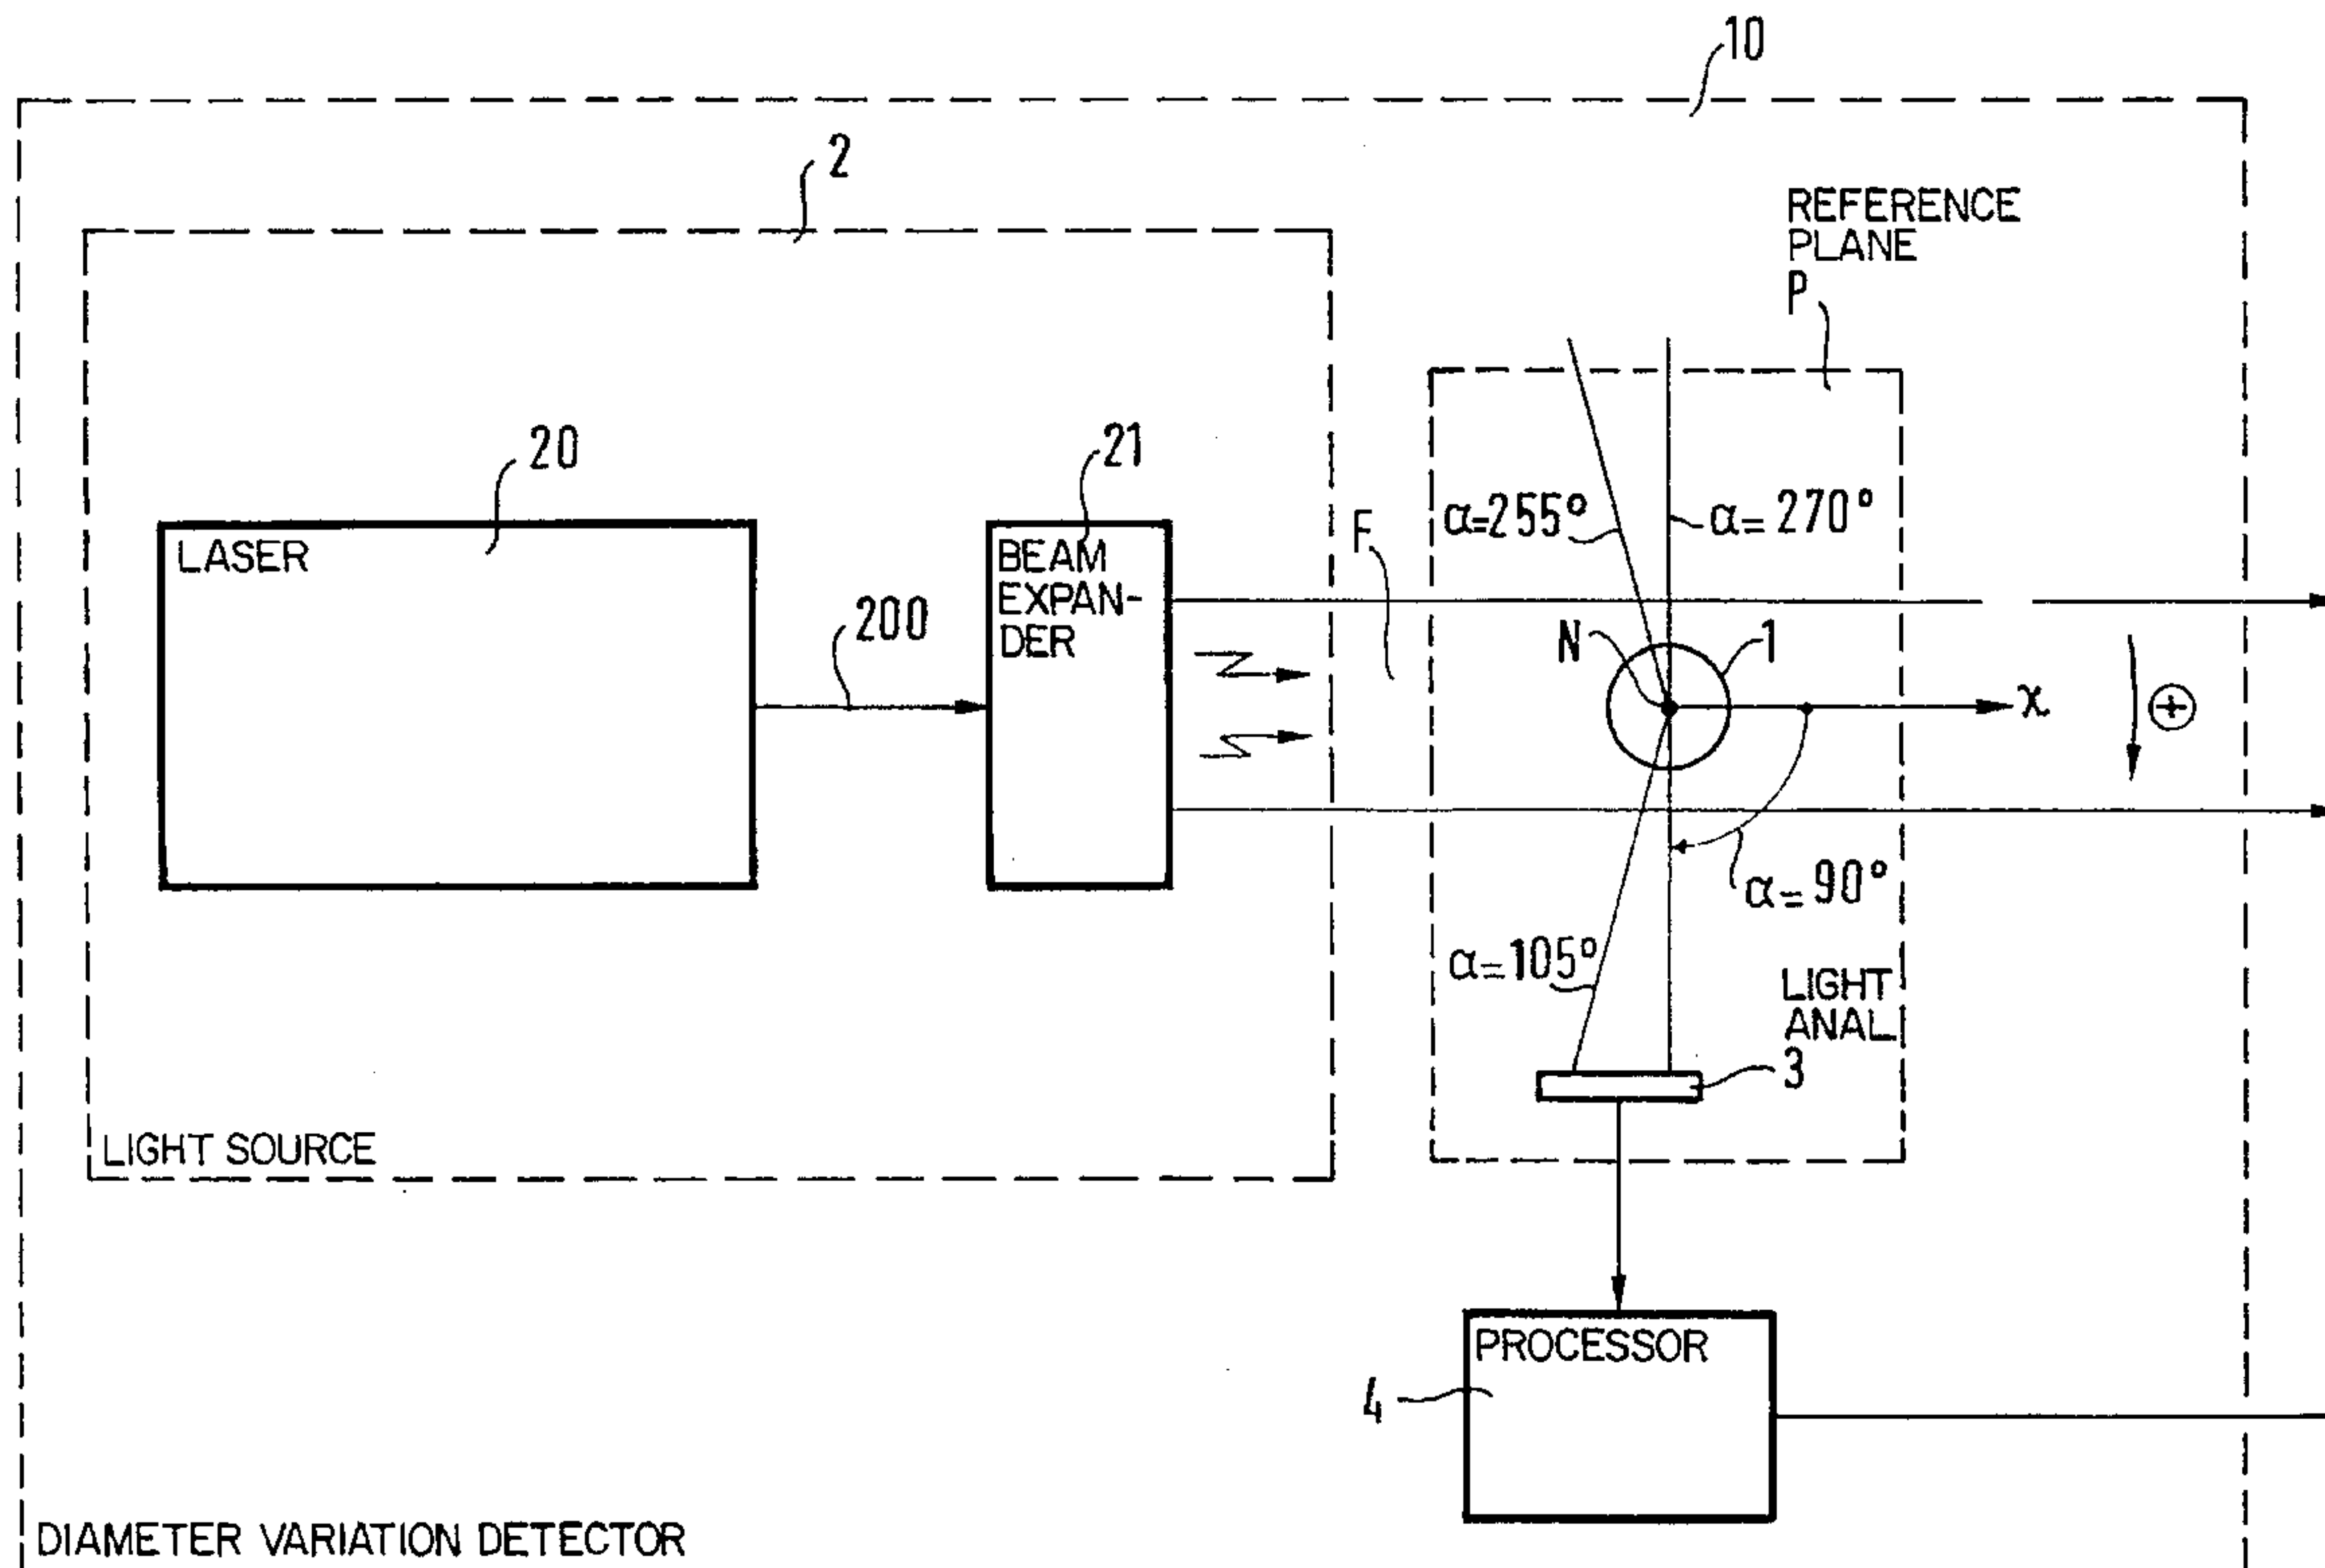 10
2
REFERENCE
PLANE
P
20
21
LASER
BEAM
EXPAN-
DER
200
F
α=255°
α=270°
N
1
x
+
α=90°
α=105°
LIGHT
ANAL.
3
LIGHT SOURCE
PROCESSOR
4
DIAMETER VARIATION DETECTOR